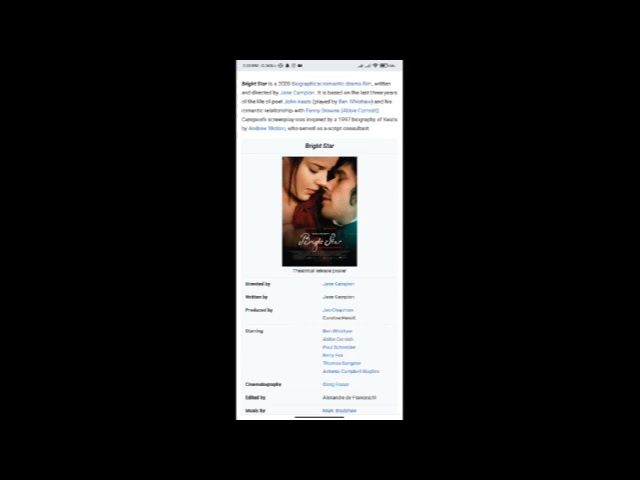 Bright Star is a 2009 biographical romantic drama film, written
and directed by Jane Campion. It is based on the last three years
of the life of poet John Keats (played by Ben Whishaw) and his
romantic relationship with Fanny Brawne (Abbie Cornish).
Campion's screenplay was inspired by a 1997 biography of Keats
by Andrew Motion, who served as a script consultant.
Bright Star
Bright Star
Theatrical release poster
Directed by Jane Campion
Written by Jane Campion
Produced by Jan Chapman
Caroline Hewitt
Starring Ben Whishaw
Abbie Cornish
Paul Schneider
Kerry Fox
Thomas Sangster
Antonia Campbell-Hughes
Cinematography Greig Fraser
Edited by Alexandre de Franceschi
Music by Mark Bradshaw